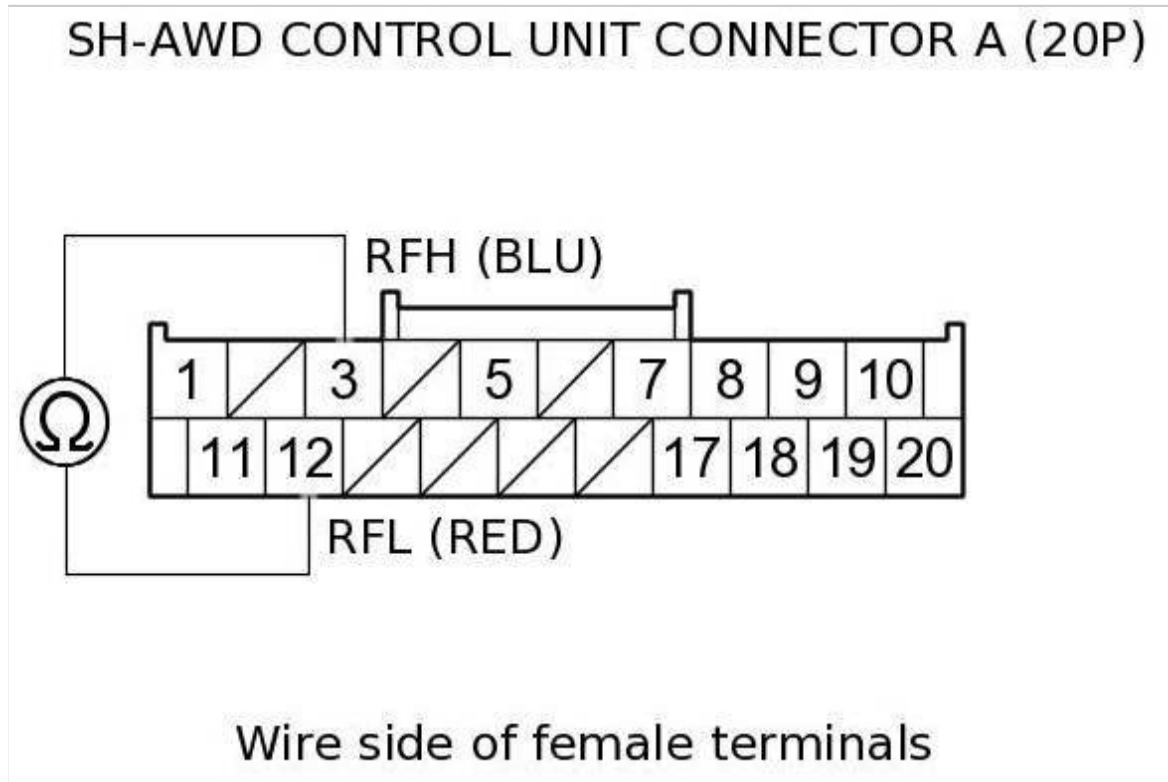 SH-AWD CONTROL UNIT CONNECTOR A (20P)
RFH (BLU)
1 3 5 7 8 9 10
Ω
11 12 17 18 19 20
RFL (RED)
Wire side of female terminals